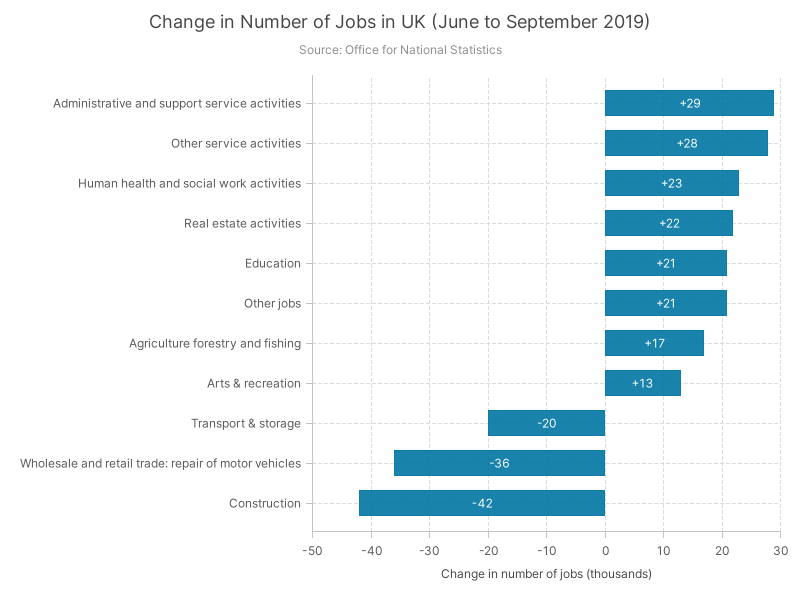 Change in Number of Jobs in UK (June to September 2019)
Source: Office for National Statistics
Administrative and support service activities
+29
Other service activities
+28
Human health and social work activities
+23
Real estate activities
+22
Education
+21
Other jobs
+21
Agriculture forestry and fishing
+17
Arts & recreation
+13
Transport & storage
-20
Wholesale and retail trade: repair of motor vehicles
-36
Construction
-42
-50 -40 -30 -20 -10 0 10 20 30
Change in number of jobs (thousands)